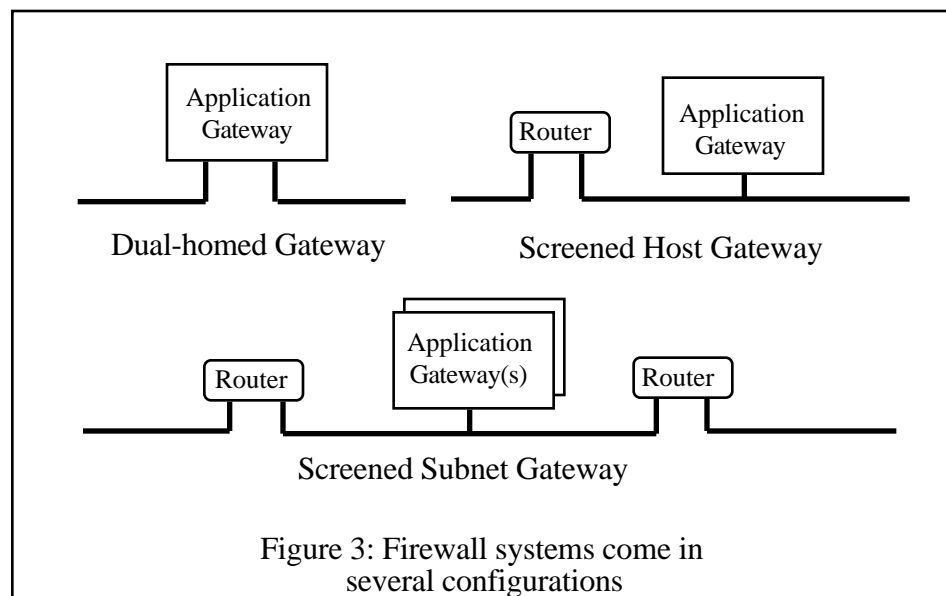 Application
Gateway
Dual-homed Gateway
Router
Application
Gateway
Screened Host Gateway
Router
Application
Gateway(s)
Router
Screened Subnet Gateway
Figure 3: Firewall systems come in
several configurations